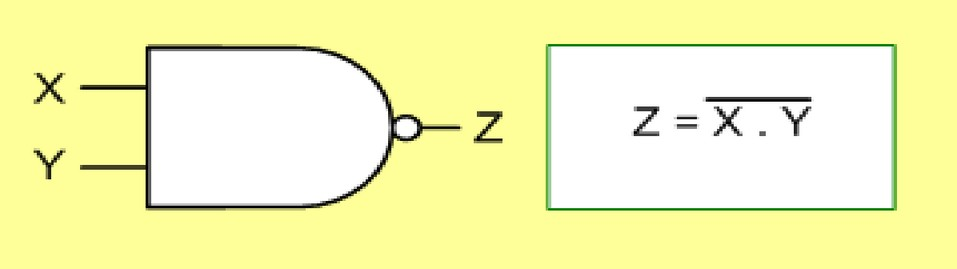 X
Y
Z
Z = X . Y